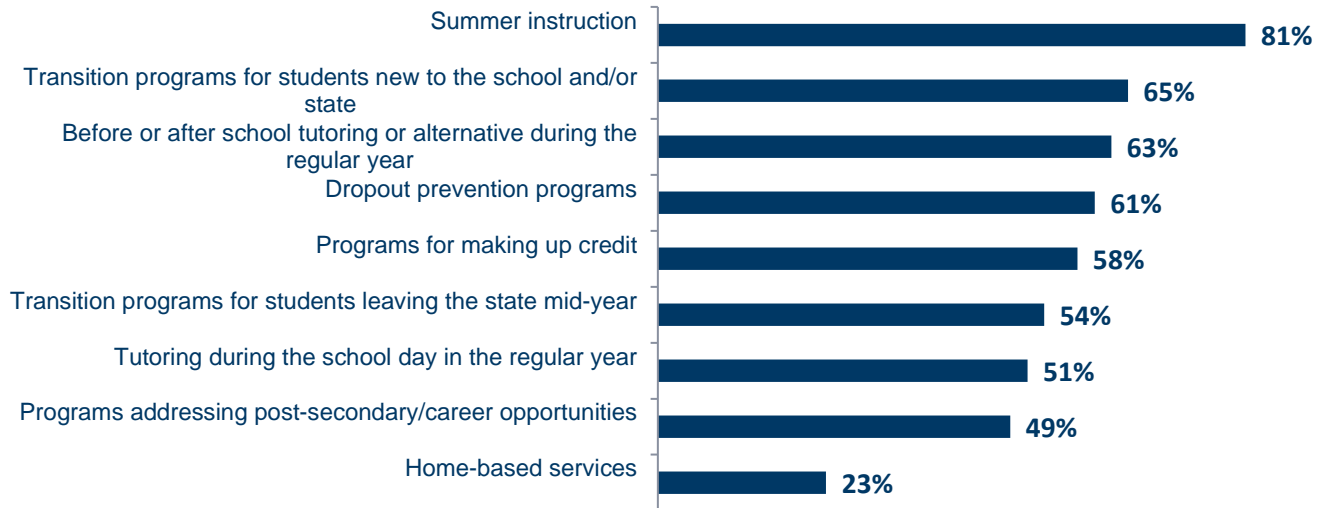 Summer instruction
81%
Transition programs for students new to the school and/or
state
65%
Before or after school tutoring or alternative during the
regular year
63%
Dropout prevention programs
61%
Programs for making up credit
58%
Transition programs for students leaving the state mid-year
54%
Tutoring during the school day in the regular year
51%
Programs addressing post-secondary/career opportunities
49%
Home-based services
23%